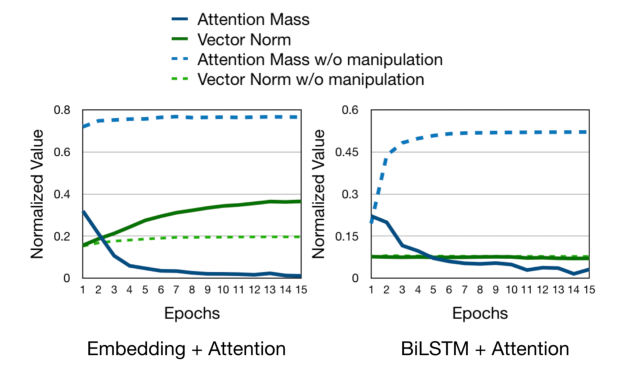 Attention Mass
Vector Norm
Attention Mass w/o manipulation
Vector Norm w/o manipulation
Normalized Value
0.8
0.6
0.4
0.2
0
1 2 3 4 5 6 7 8 9 10 11 12 13 14 15
Epochs
Embedding + Attention
Normalized Value
0.6
0.45
0.3
0.15
0
1 2 3 4 5 6 7 8 9 10 11 12 13 14 15
Epochs
BiLSTM + Attention